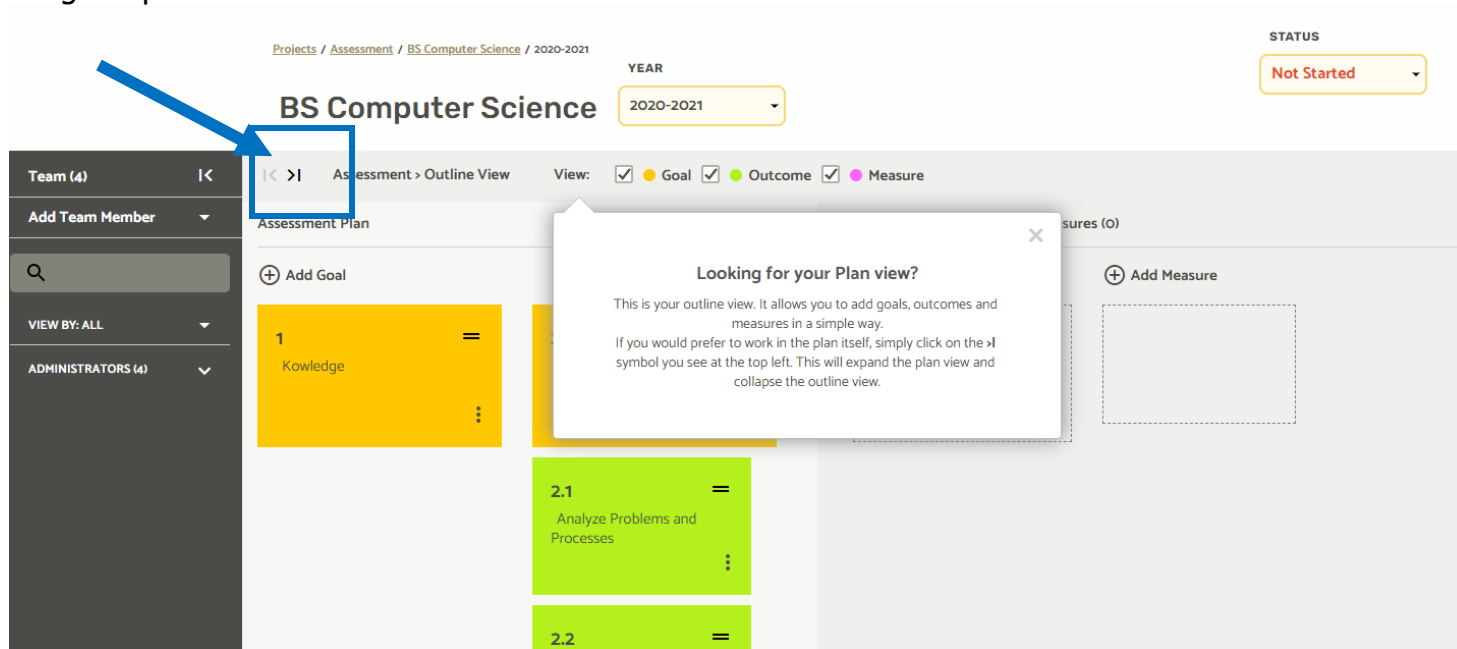 Projects / Assessment / BS Computer Science / 2020-2021
STATUS
YEAR
Not Started
BS Computer Science
2020-2021
Team (4)
Assessment > Outline View
View:
Goal
Outcome
Measure
Add Team Member
Assessment Plan
sures (0)
Looking for your Plan view?
Add Goal
Add Measure
This is your outline view. It allows you to add goals, outcomes and
measures in a simple way.
If you would prefer to work in the plan itself, simply click on the >I
symbol you see at the top left. This will expand the plan view and
collapse the outline view.
VIEW BY: ALL
ADMINISTRATORS (4)
1
Kowledge
2.1
Analyze Problems and
Processes
2.2